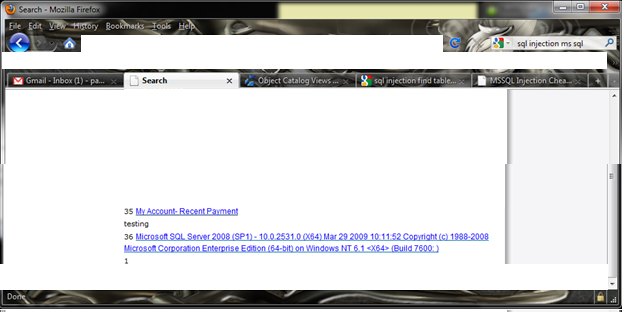 Search - Mozilla Firefox
File Edit View History Bookmarks Tools Help
sql injection ms sql
Gmail - Inbox (1) - pa... Search Object Catalog Views ... sql injection find table... MSSQL Injection Chea...
35 My Account- Recent Payment
testing
36 Microsoft SQL Server 2008 (SP1) - 10.0.2531.0 (X64) Mar 29 2009 10:11:52 Copyright (c) 1988-2008
Microsoft Corporation Enterprise Edition (64-bit) on Windows NT 6.1 <X64> (Build 7600: )
1
Done